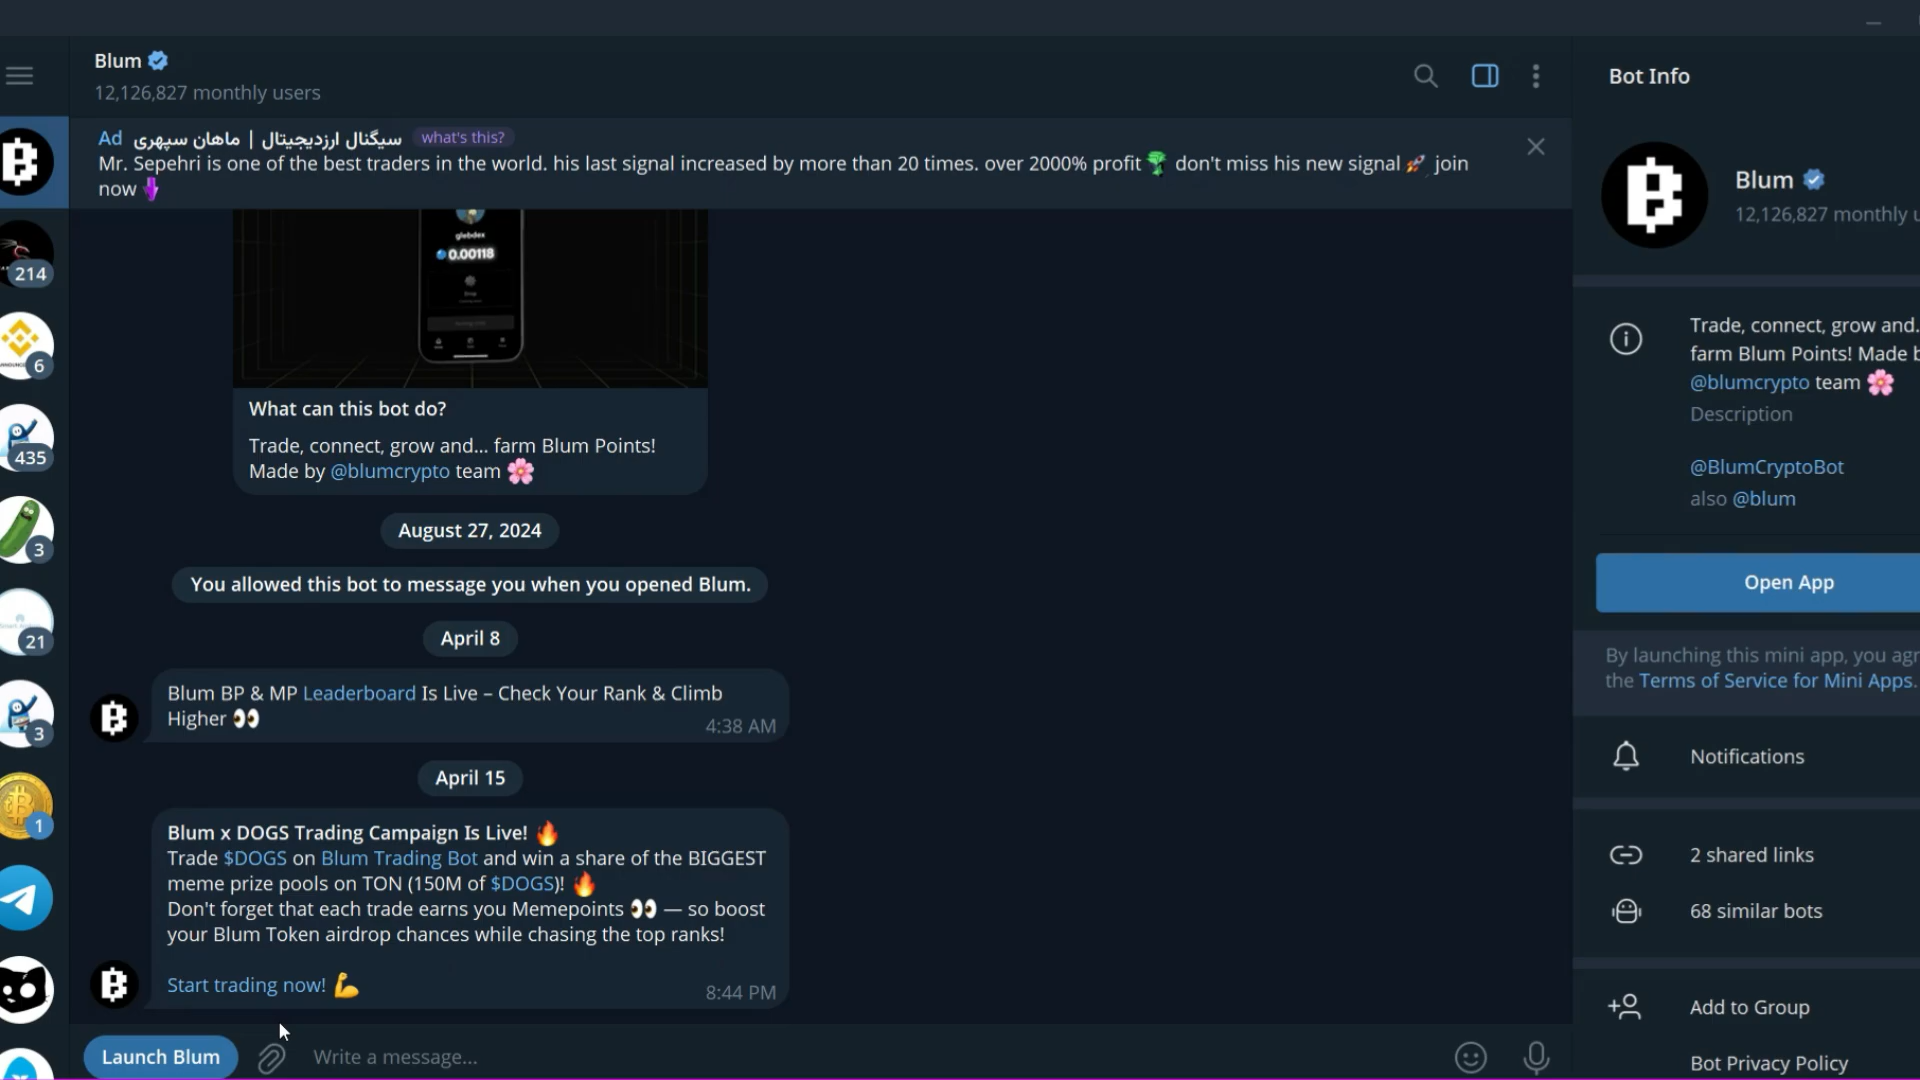 Blum
12,126,827 monthly users
Ad سیگنال ارزدیجیتال | ماهان سپهری what's this?
Mr. Sepehri is one of the best traders in the world. his last signal increased by more than 20 times. over 2000% profit don't miss his new signal 🚀 join
now
214
6
435
3
21
3
1
glebdex
0.00118
What can this bot do?
Trade, connect, grow and... farm Blum Points!
Made by @blumcrypto team 🌸
August 27, 2024
You allowed this bot to message you when you opened Blum.
April 8
Blum BP & MP Leaderboard Is Live – Check Your Rank & Climb
Higher 👀
4:38 AM
April 15
Blum x DOGS Trading Campaign Is Live! 🔥
Trade $DOGS on Blum Trading Bot and win a share of the BIGGEST
meme prize pools on TON (150M of $DOGS)! 🔥
Don't forget that each trade earns you Memepoints 👀 — so boost
your Blum Token airdrop chances while chasing the top ranks!
Start trading now! 💪
8:44 PM
Launch Blum
Write a message...
Bot Info
Blum
12,126,827 monthly u
Trade, connect, grow and..
farm Blum Points! Made b
@blumcrypto team 🌸
Description
@BlumCryptoBot
also @blum
Open App
By launching this mini app, you agr
the Terms of Service for Mini Apps.
Notifications
2 shared links
68 similar bots
Add to Group
Bot Privacy Policy